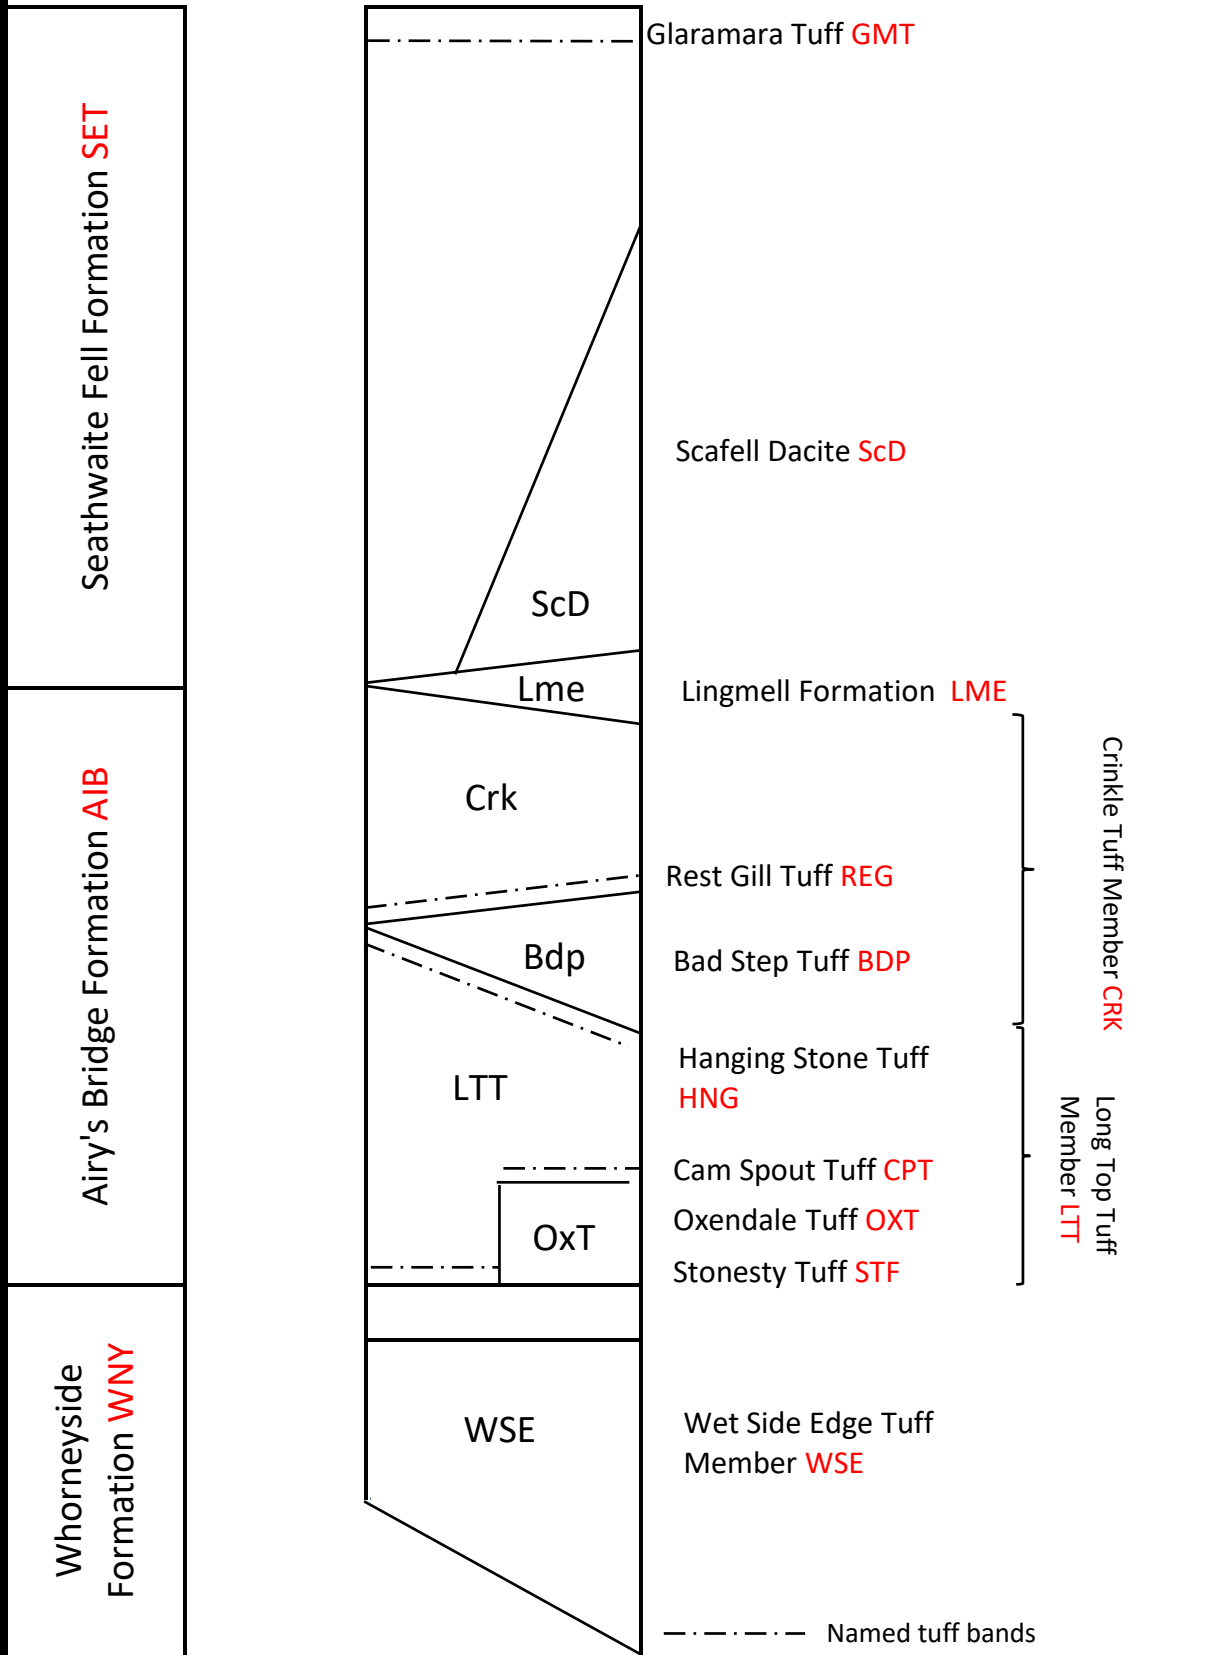 Seathwaite Fell Formation SET
Airy's Bridge Formation AIB
Whorneyside
Formation WNY
ScD
Lme
Crk
Bdp
LTT
OxT
WSE
Glaramara Tuff GMT
Scafell Dacite ScD
Lingmell Formation LME
Rest Gill Tuff REG
Bad Step Tuff BDP
Hanging Stone Tuff
HNG
Cam Spout Tuff CPT
Oxendale Tuff OXT
Stonesty Tuff STF
Wet Side Edge Tuff
Member WSE
Crinkle Tuff Member CRK
Long Top Tuff
Member LTT
Named tuff bands